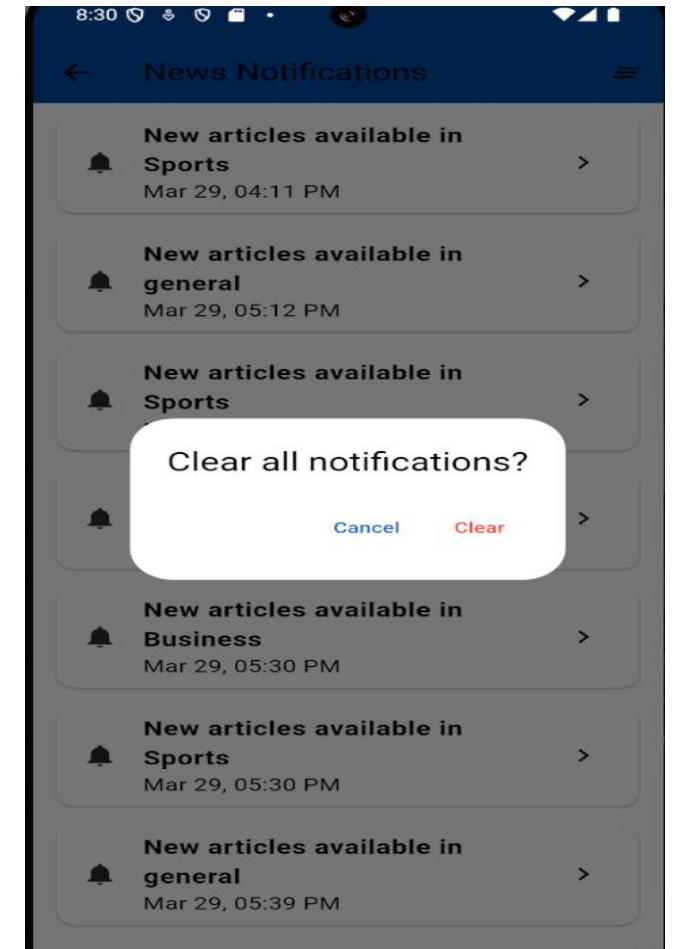 8:30
News Notifications
New articles available in
Sports
Mar 29, 04:11 PM
New articles available in
general
Mar 29, 05:12 PM
New articles available in
Sports
Clear all notifications?
Cancel Clear
New articles available in
Business
Mar 29, 05:30 PM
New articles available in
Sports
Mar 29, 05:30 PM
New articles available in
general
Mar 29, 05:39 PM